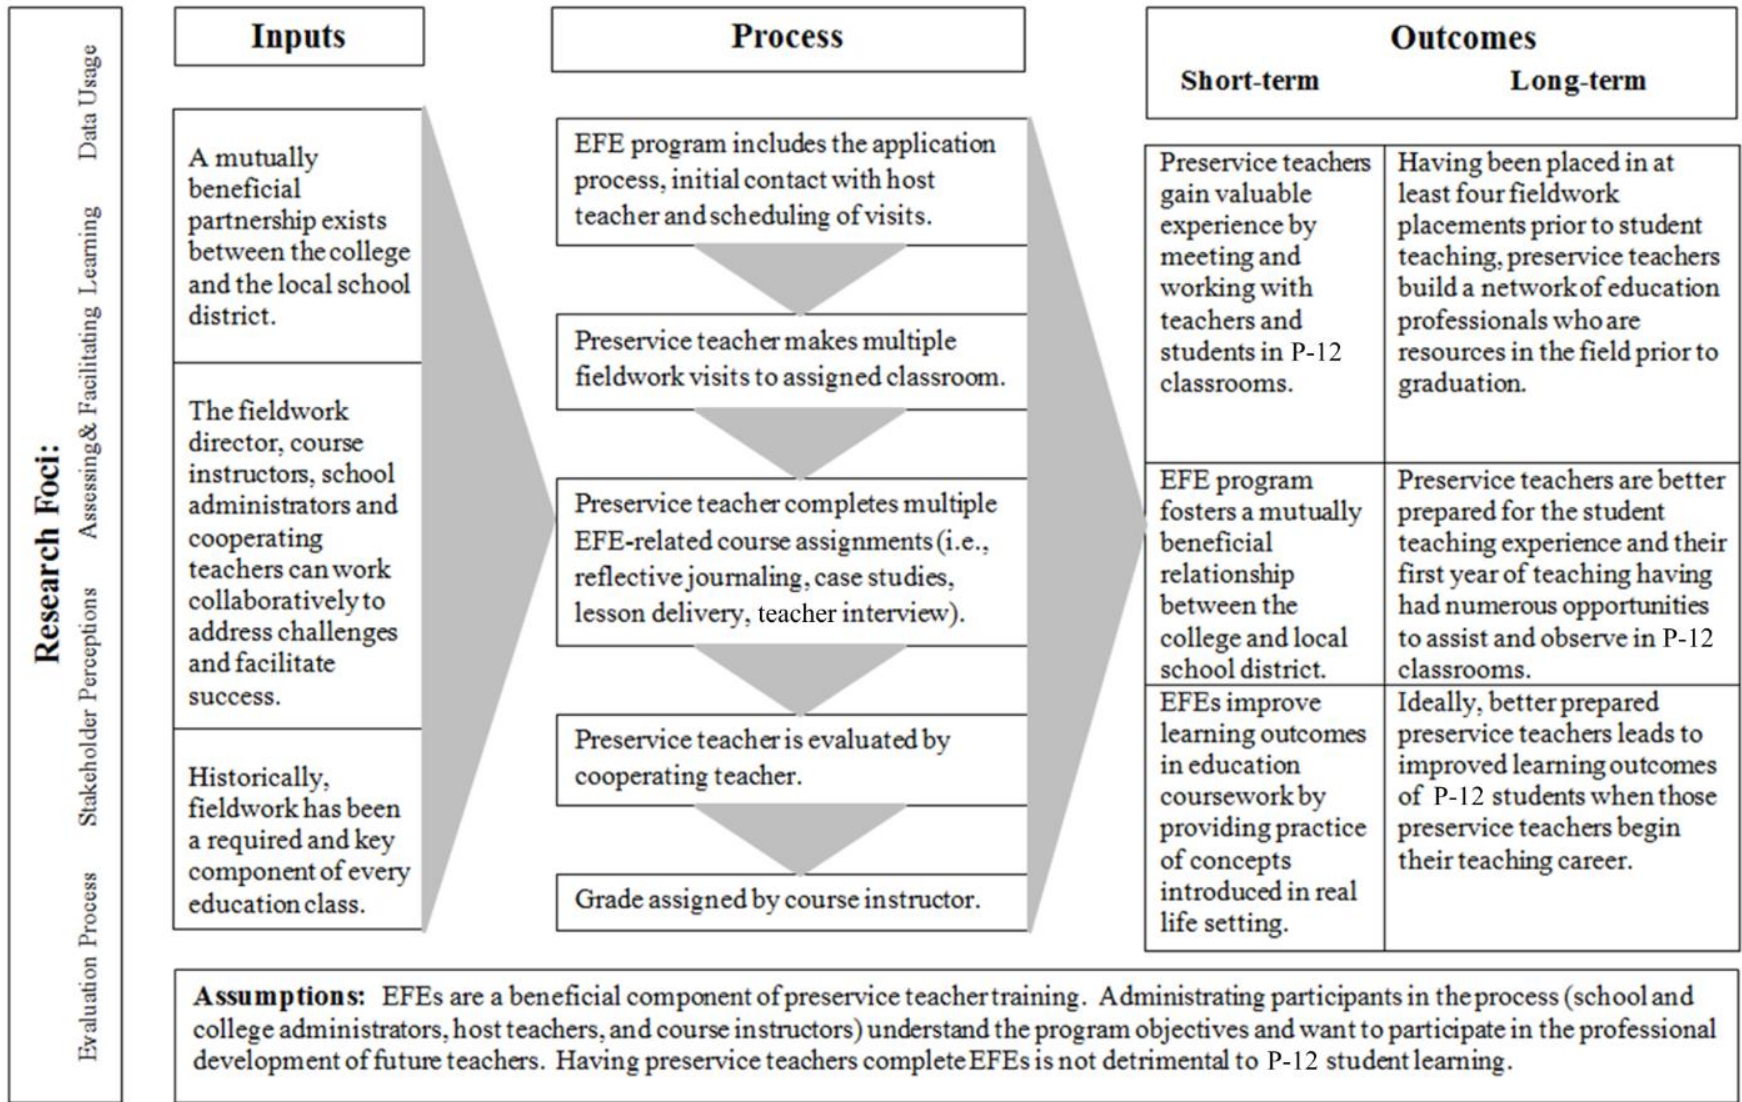 Research Foci:
Evaluation Process Stakeholder Perceptions Assessing& Facilitating Learning Data Usage
Inputs
A mutually
beneficial
partnership exists
between the college
and the local school
district.
The fieldwork
director, course
instructors, school
administrators and
cooperating
teachers can work
collaboratively to
address challenges
and facilitate
success.
Historically,
fieldwork has been
a required and key
component of every
education class.
Process
EFE program includes the application
process, initial contact with host
teacher and scheduling of visits.
Preservice teacher makes multiple
fieldwork visits to assigned classroom.
Preservice teacher completes multiple
EFE-related course assignments (i.e.,
reflective journaling, case studies,
lesson delivery, teacher interview).
Preservice teacher is evaluated by
cooperating teacher.
Grade assigned by course instructor.
Outcomes
Short-term Long-term
Preservice teachers
gain valuable
experience by
meeting and
working with
teachers and
students in P-12
classrooms.
Having been placed in at
least four fieldwork
placements prior to student
teaching, preservice teachers
build a network of education
professionals who are
resources in the field prior to
graduation.
EFE program
fosters a mutually
beneficial
relationship
between the
college and local
school district.
Preservice teachers are better
prepared for the student
teaching experience and their
first year of teaching having
had numerous opportunities
to assist and observe in P-12
classrooms.
EFEs improve
learning outcomes
in education
coursework by
providing practice
of concepts
introduced in real
life setting.
Ideally, better prepared
preservice teachers leads to
improved learning outcomes
of P-12 students when those
preservice teachers begin
their teaching career.
Assumptions: EFEs are a beneficial component of preservice teacher training. Administrating participants in the process (school and
college administrators, host teachers, and course instructors) understand the program objectives and want to participate in the professional
development of future teachers. Having preservice teachers complete EFEs is not detrimental to P-12 student learning.